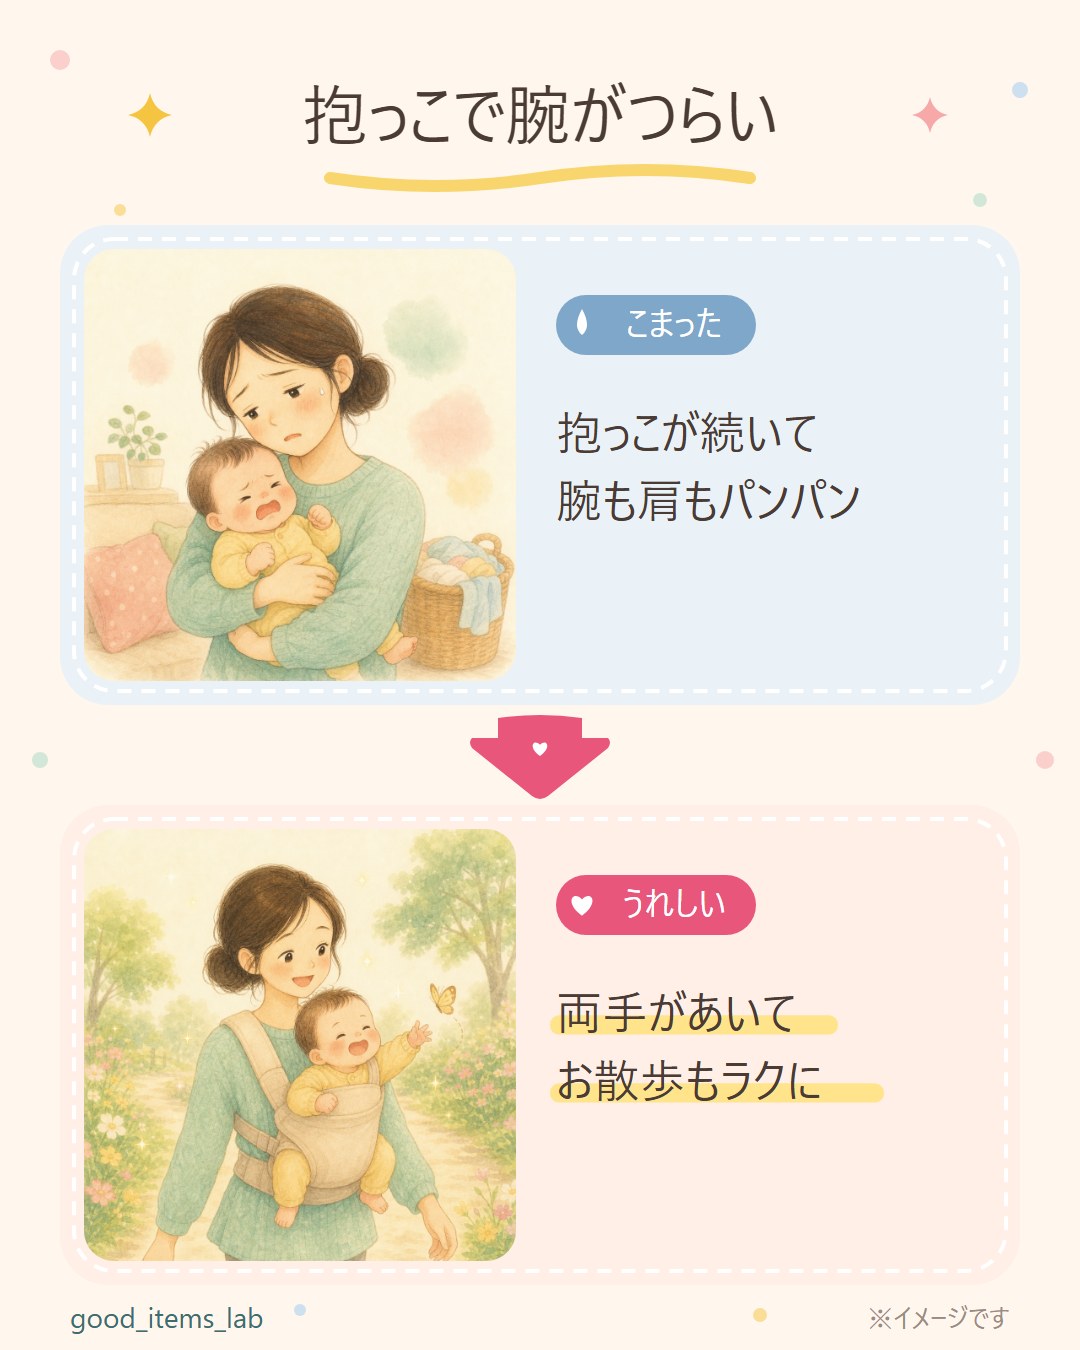 抱っこで腕がつらい
こまった
抱っこが続いて
腕も肩もパンパン
うれしい
両手があいて
お散歩もラクに
good_items_lab
※イメージです